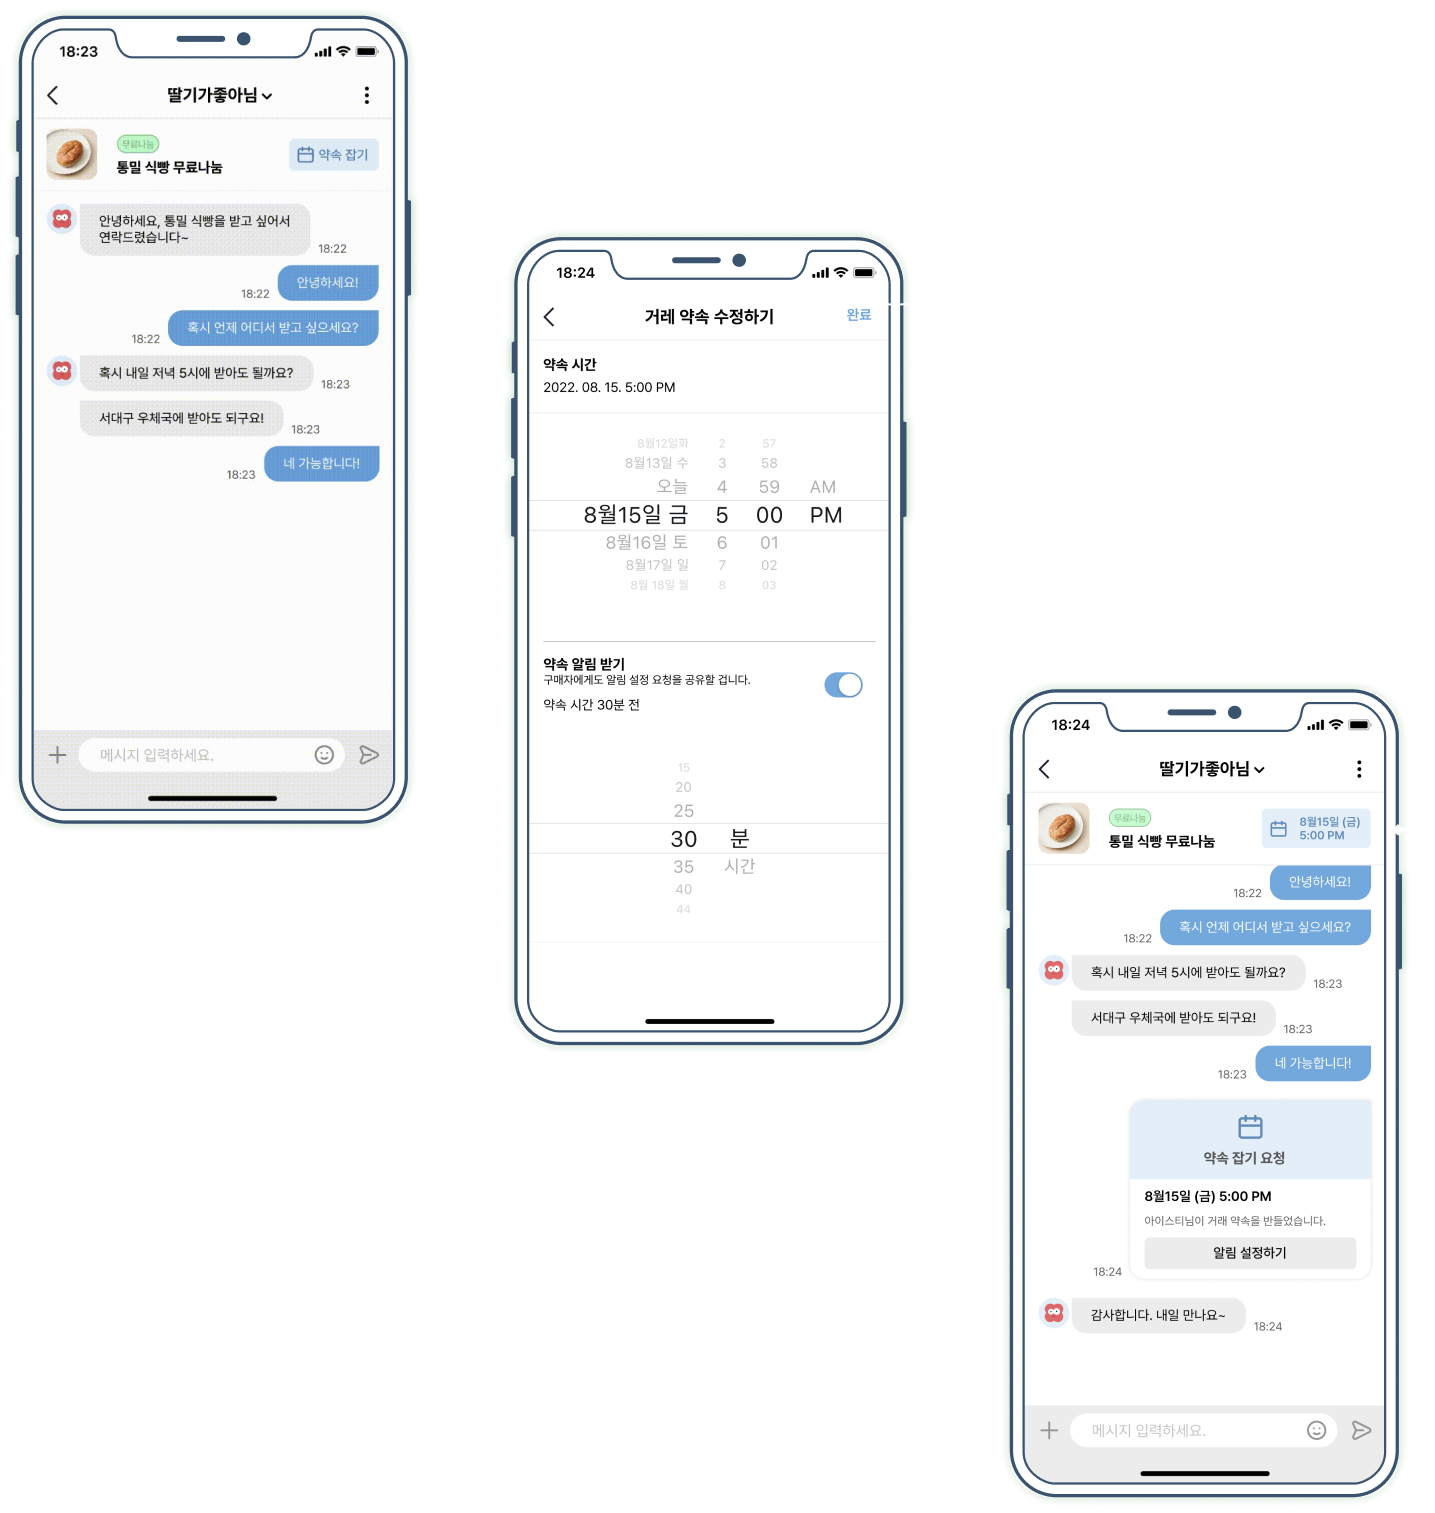 18:23
딸기가좋아님
무료나눔
통밀 식빵 무료나눔
약속 잡기
안녕하세요, 통밀 식빵을 받고 싶어서
연락드렸습니다~
18:22
안녕하세요!
18:22
혹시 언제 어디서 받고 싶으세요?
18:22
혹시 내일 저녁 5시에 받아도 될까요?
18:23
서대구 우체국에 받아도 되구요!
18:23
네 가능합니다!
18:23
메시지 입력하세요.
18:24
거레 약속 수정하기
완료
약속 시간
2022. 08. 15. 5:00 PM
8월12일화 2 57
8월13일 수 3 58
오늘 4 59 AM
8월15일 금 5 00 PM
8월16일 토 6 01
8월17일 일 7 02
8월 18일 월 8 03
약속 알림 받기
구매자에게도 알림 설정 요청을 공유할 겁니다.
약속 시간 30분 전
15
20
25
30 분
35 시간
40
44
18:24
딸기가좋아님
무료나눔
통밀 식빵 무료나눔
8월15일 (금)
5:00 PM
안녕하세요!
18:22
혹시 언제 어디서 받고 싶으세요?
18:22
혹시 내일 저녁 5시에 받아도 될까요?
18:23
서대구 우체국에 받아도 되구요!
18:23
네 가능합니다!
18:23
약속 잡기 요청
8월15일 (금) 5:00 PM
아이스티님이 거래 약속을 반들었습니다.
알림 설정하기
18:24
감사합니다. 내일 만나요~
18:24
메시지 입력하세요.